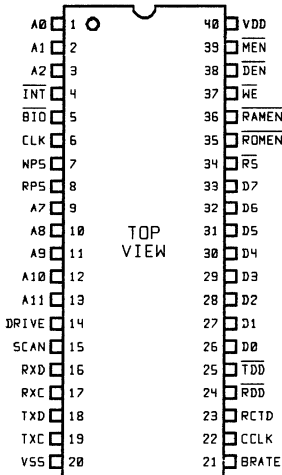 A0 1 40 VDD
A1 2 39 MEN
A2 3 38 DEN
INT 4 37 WE
BIO 5 36 RAMEN
CLK 6 35 ROMEN
WPS 7 34 RS
RPS 8 33 D7
A7 9 32 D6
A8 10 31 D5
TOP
VIEW
A9 11 30 D4
A10 12 29 D3
A11 13 28 D2
DRIVE 14 27 D1
SCAN 15 26 D0
RXD 16 25 TDD
RXC 17 24 RDD
TXD 18 23 RCTD
TXC 19 22 CCLK
VSS 20 21 BRATE